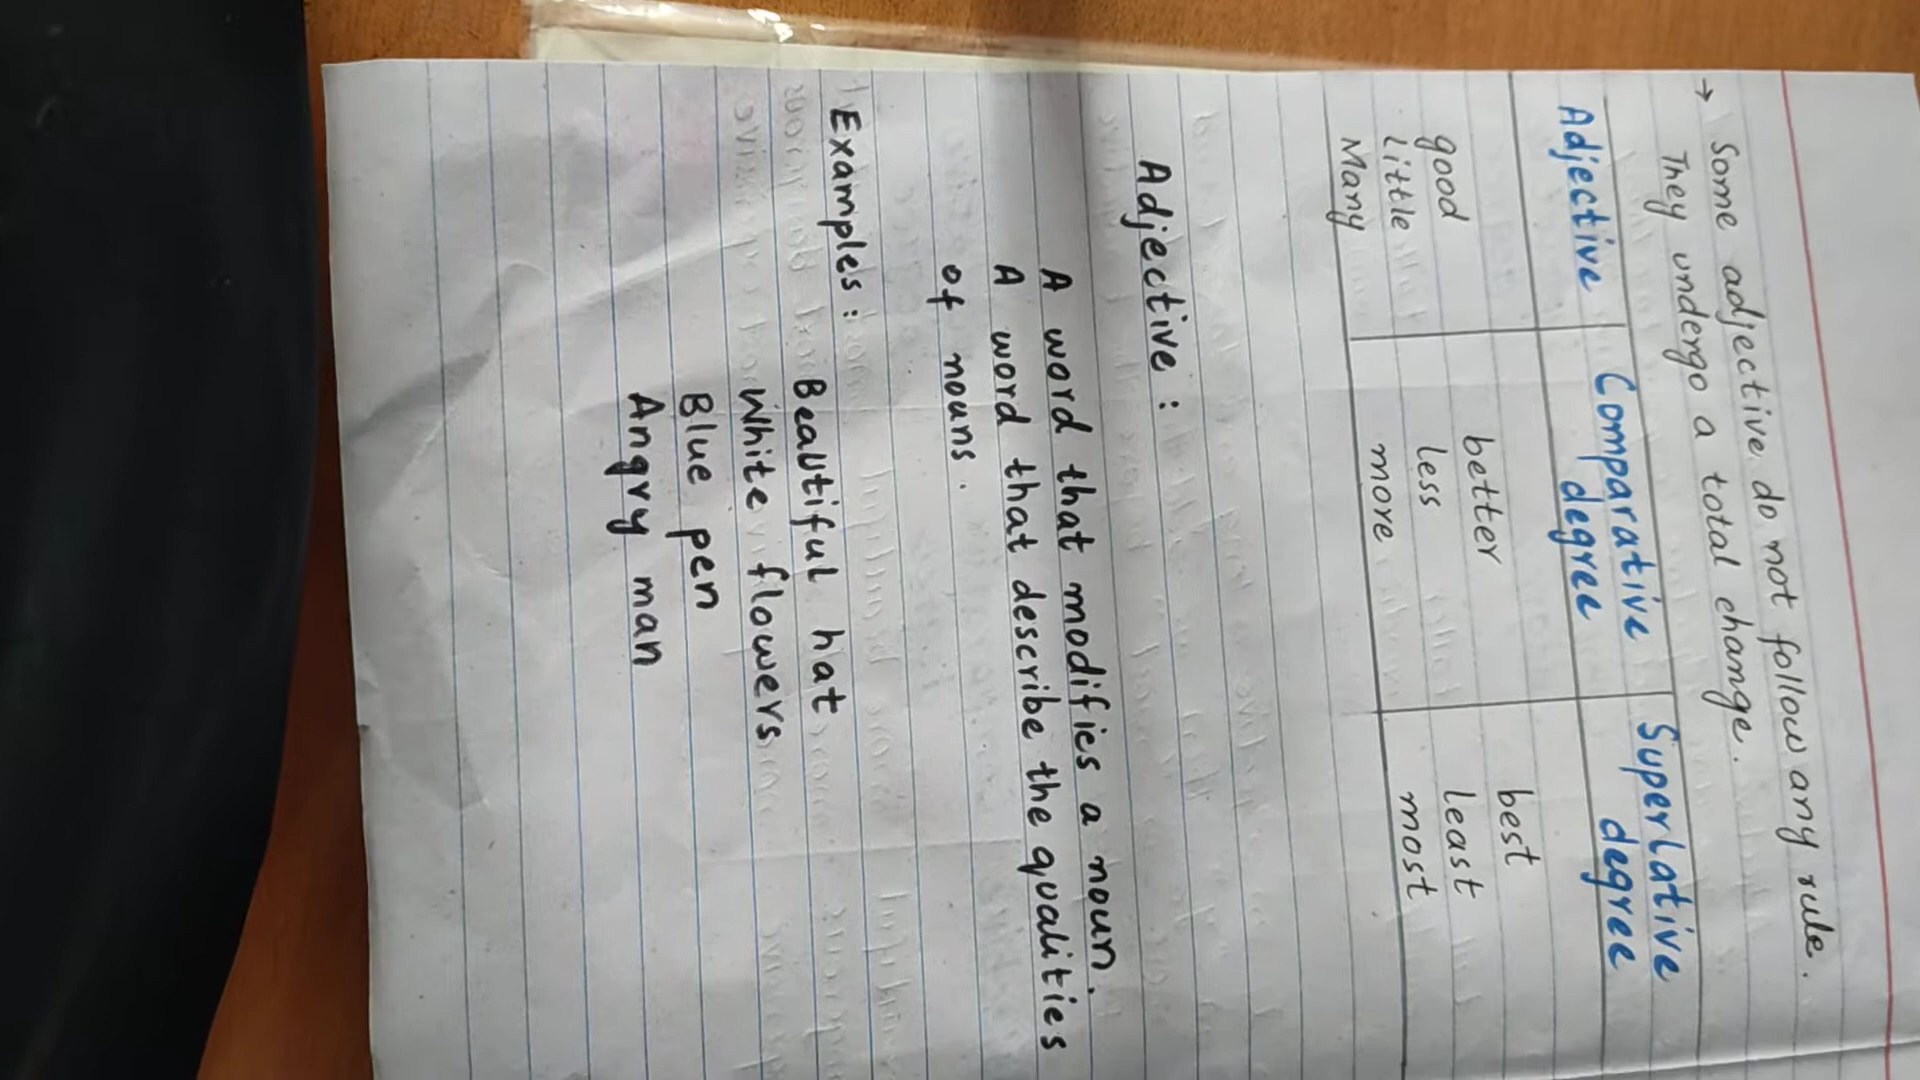 → Some adjective do not follow any rule.
They undergo a total change.
Adjective Comparative degree Superlative degree
good better best
little less least
Many more most
Adjective :
A word that modifies a noun.
A word that describe the qualities
of nouns.
Examples : Beautiful hat
White flowers
Blue pen
Angry man